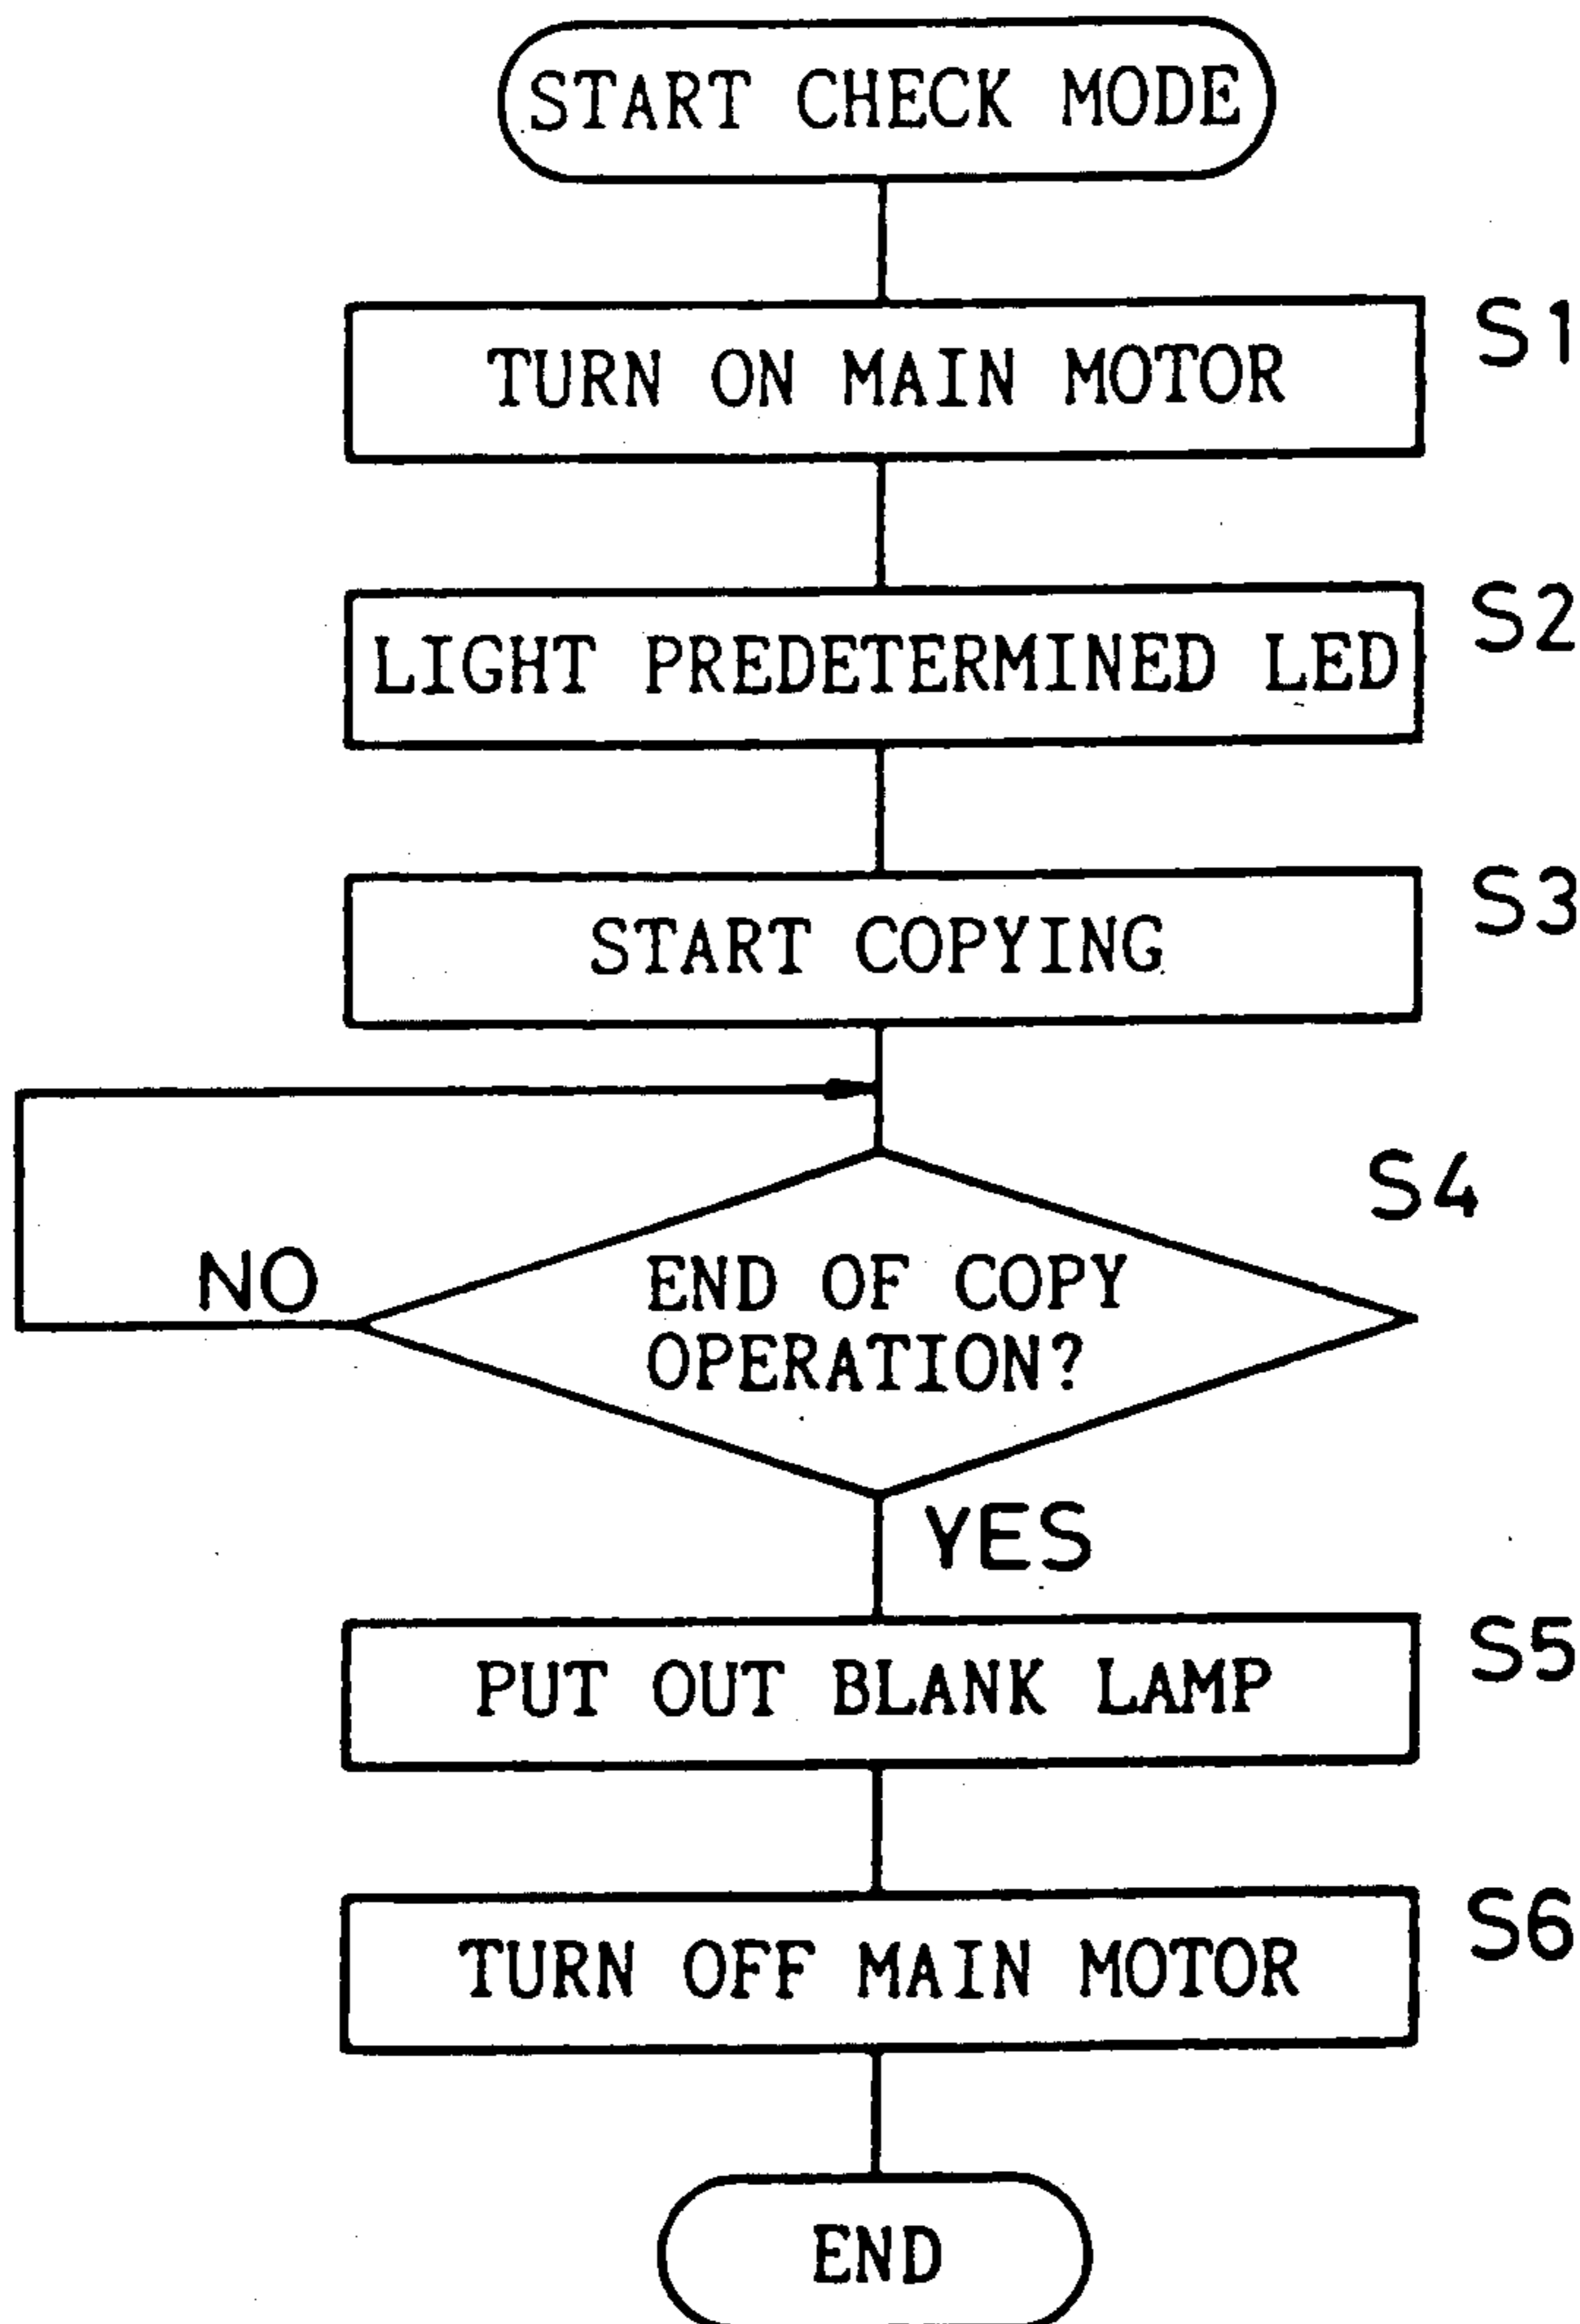 START CHECK MODE
TURN ON MAIN MOTOR
S1
LIGHT PREDETERMINED LED
S2
START COPYING
S3
S4
NO
END OF COPY
OPERATION?
YES
PUT OUT BLANK LAMP
S5
TURN OFF MAIN MOTOR
S6
END